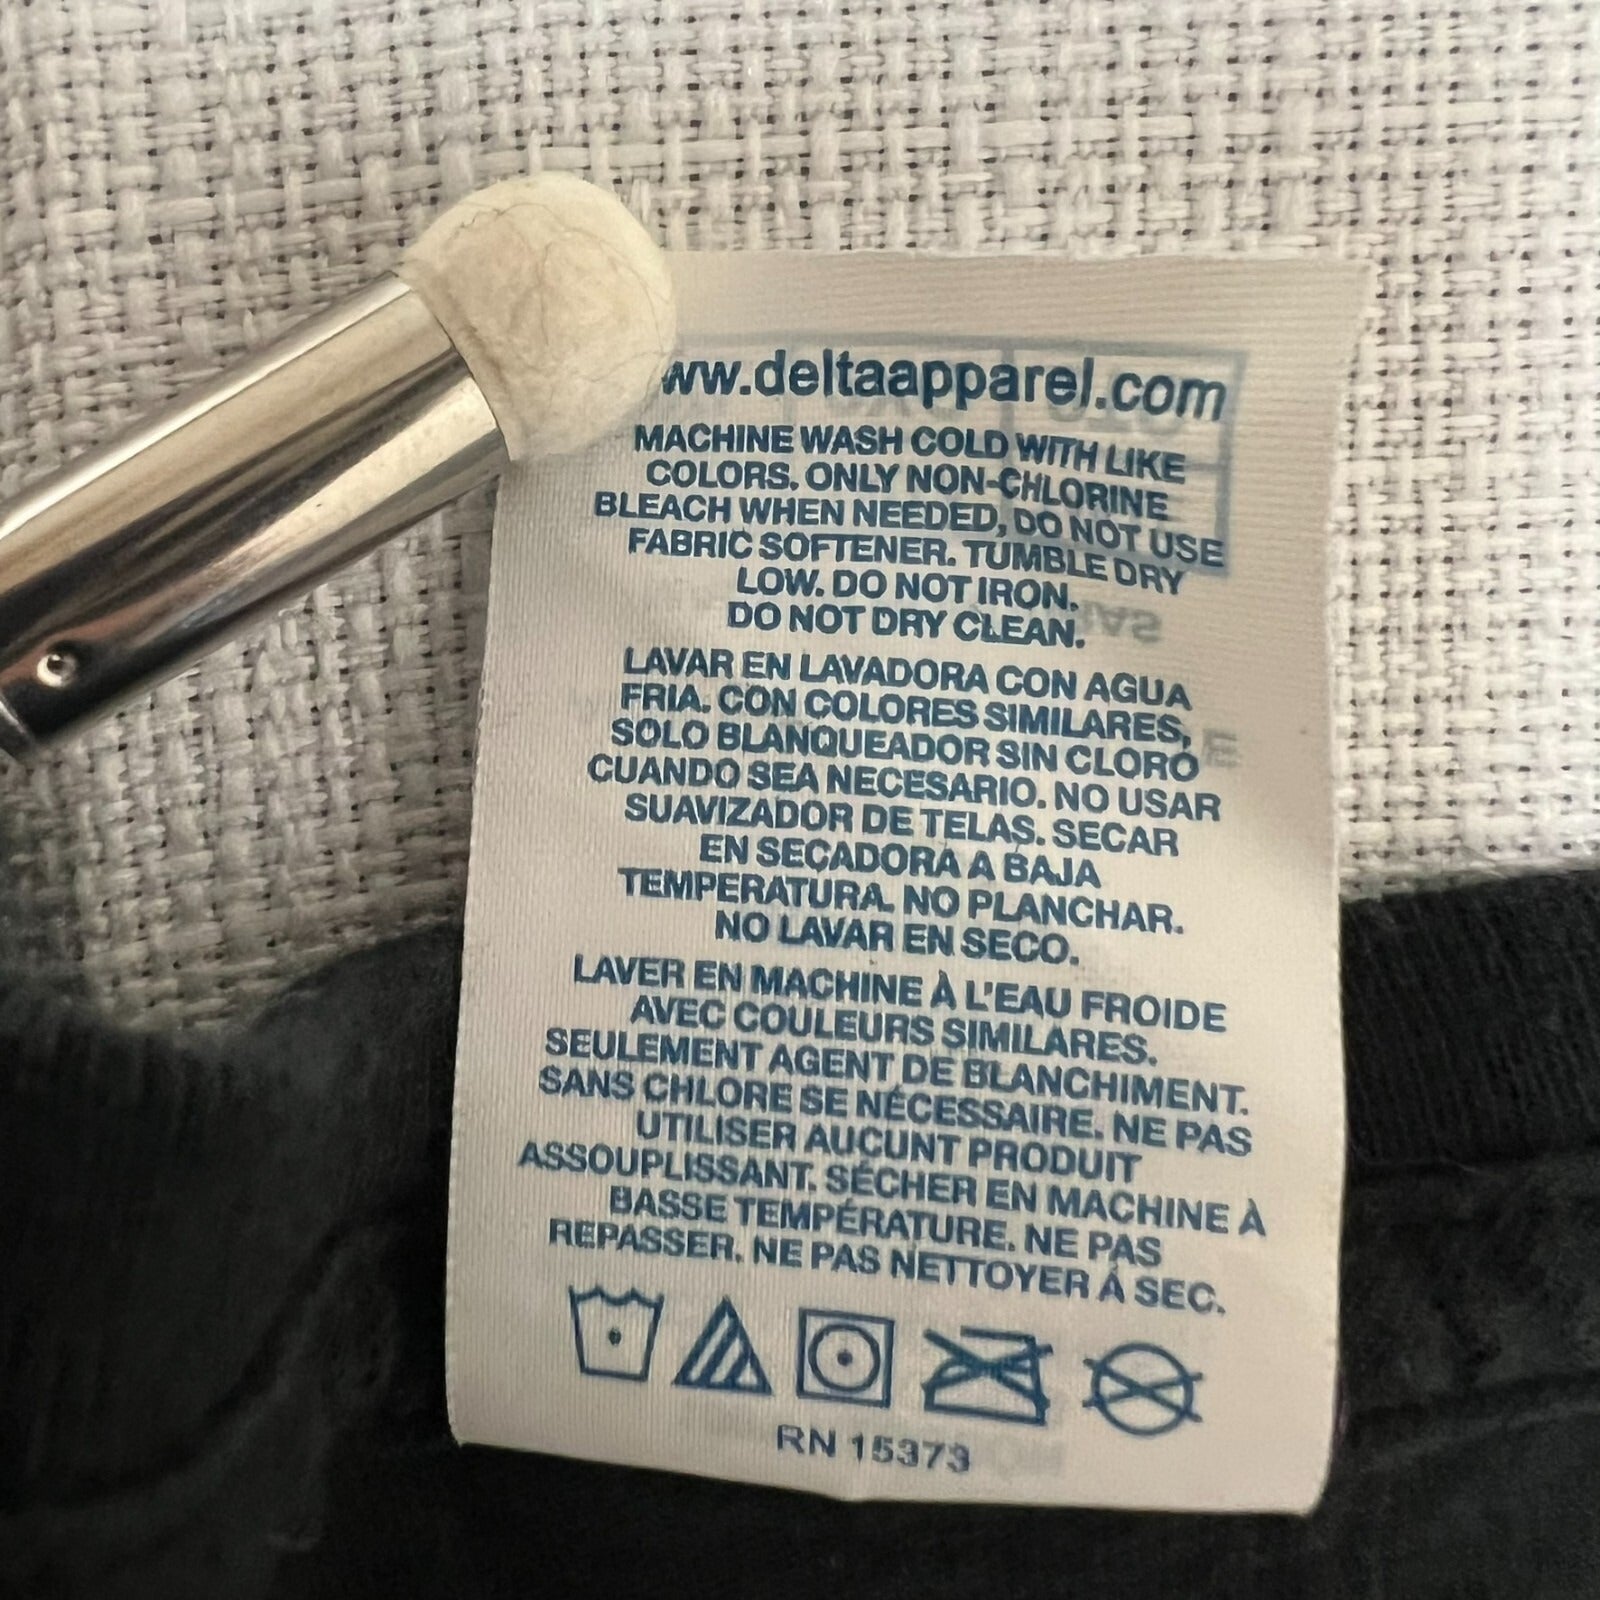 ww.deltaapparel.com
MACHINE WASH COLD WITH LIKE
COLORS. ONLY NON-CHLORINE
BLEACH WHEN NEEDED, DO NOT USE
FABRIC SOFTENER. TUMBLE DRY
LOW. DO NOT IRON.
DO NOT DRY CLEAN.
LAVAR EN LAVADORA CON AGUA
FRIA. CON COLORES SIMILARES,
SOLO BLANQUEADOR SIN CLORO
CUANDO SEA NECESARIO. NO USAR
SUAVIZADOR DE TELAS. SECAR
EN SECADORA A BAJA
TEMPERATURA. NO PLANCHAR.
NO LAVAR EN SECO.
LAVER EN MACHINE À L'EAU FROIDE
AVEC COULEURS SIMILARES.
SEULEMENT AGENT DE BLANCHIMENT.
SANS CHLORE SE NÉCESSAIRE. NE PAS
UTILISER AUCUNT PRODUIT
ASSOUPLISSANT. SÉCHER EN MACHINE À
BASSE TEMPÉRATURE. NE PAS
REPASSER. NE PAS NETTOYER À SEC.
RN 15373